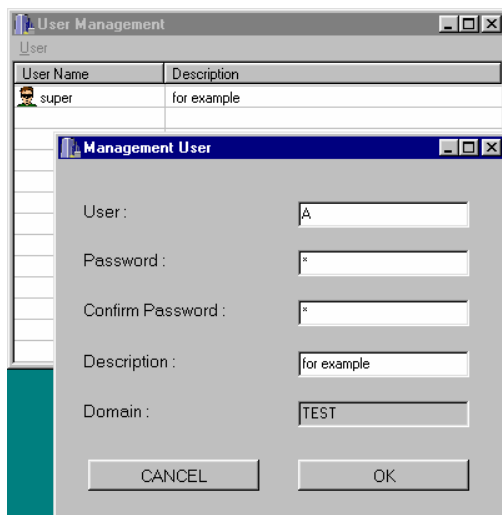 User Management
User
User Name Description
super for example
Management User
User : A
Password : *
Confirm Password : *
Description : for example
Domain : TEST
CANCEL OK